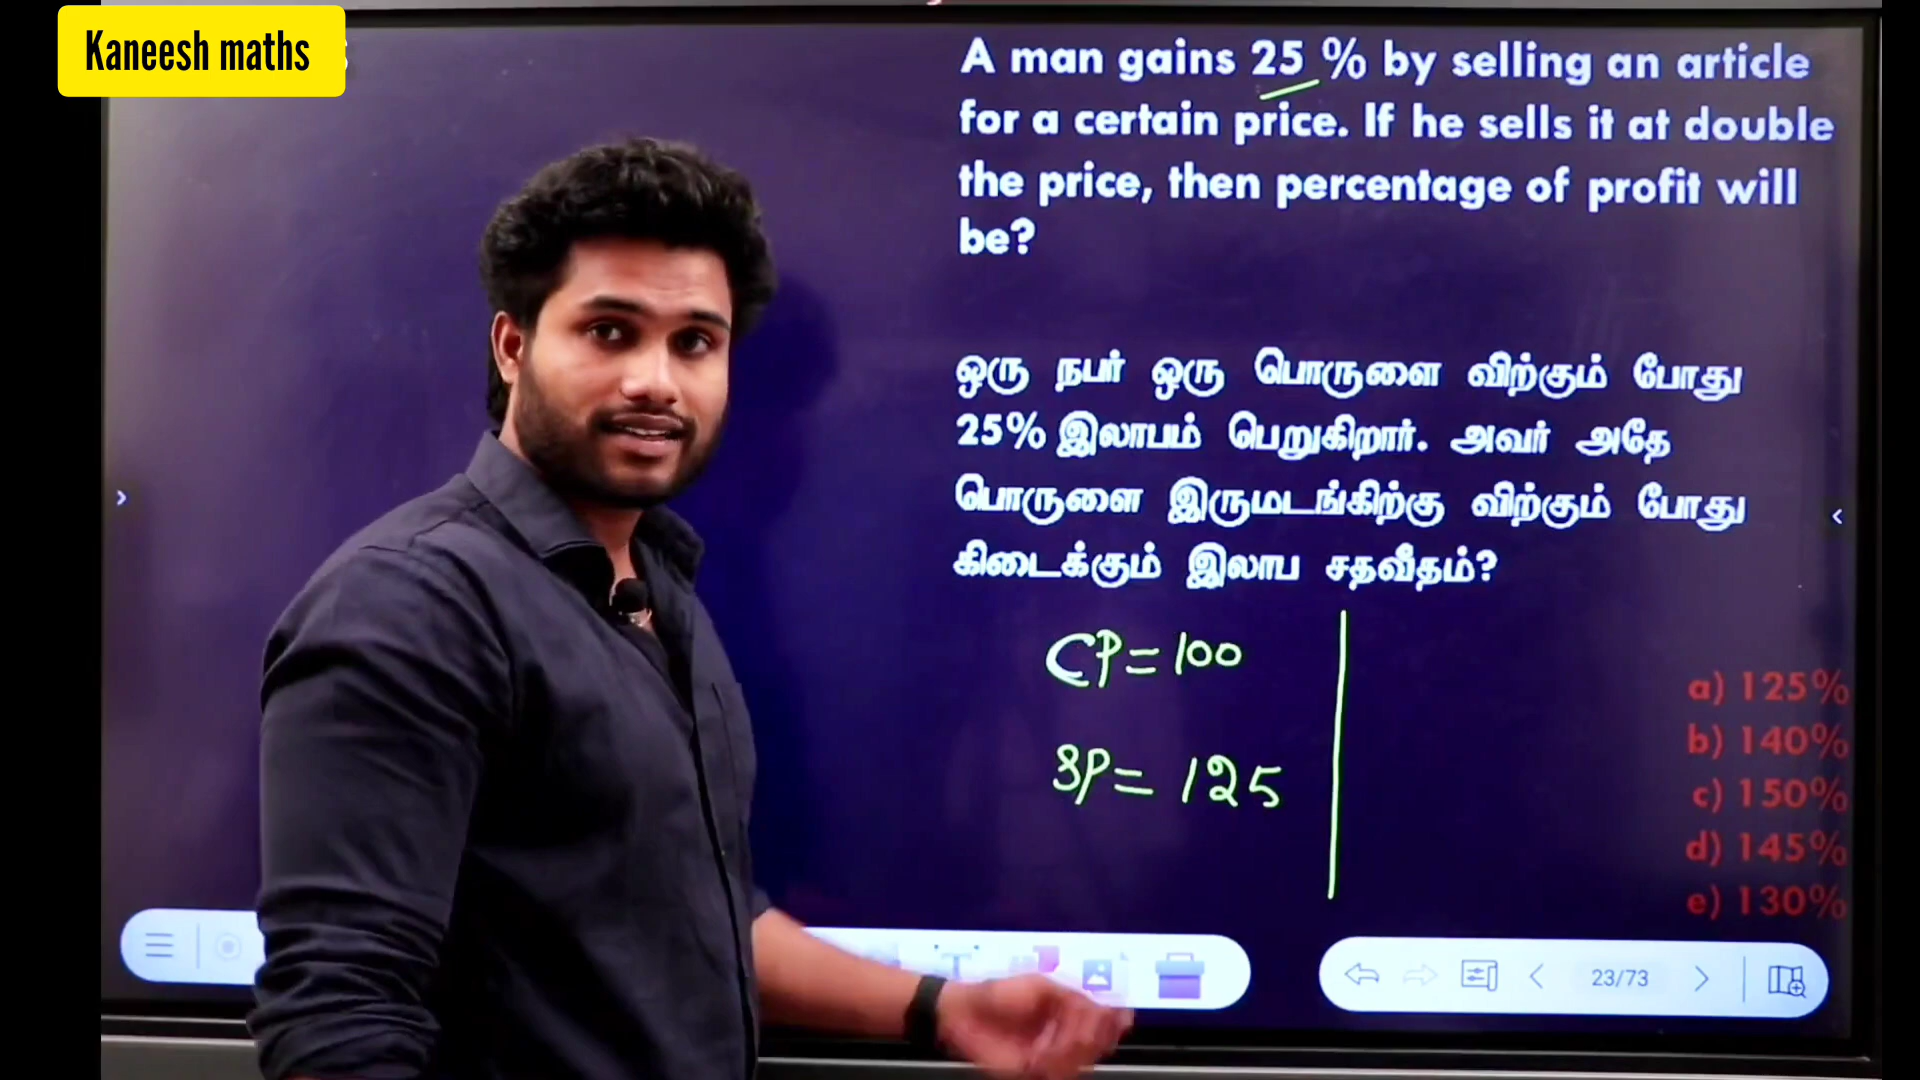 Kaneesh maths
A man gains 25 % by selling an article
for a certain price. If he sells it at double
the price, then percentage of profit will
be?
ஒரு நபர் ஒரு பொருளை விற்கும் போது
25% இலாபம் பெறுகிறார். அவர் அதே
பொருளை இருமடங்கிற்கு விற்கும் போது
கிடைக்கும் இலாப சதவீதம்?
CP = 100
SP = 125
a) 125%
b) 140%
c) 150%
d) 145%
e) 130%
23/73